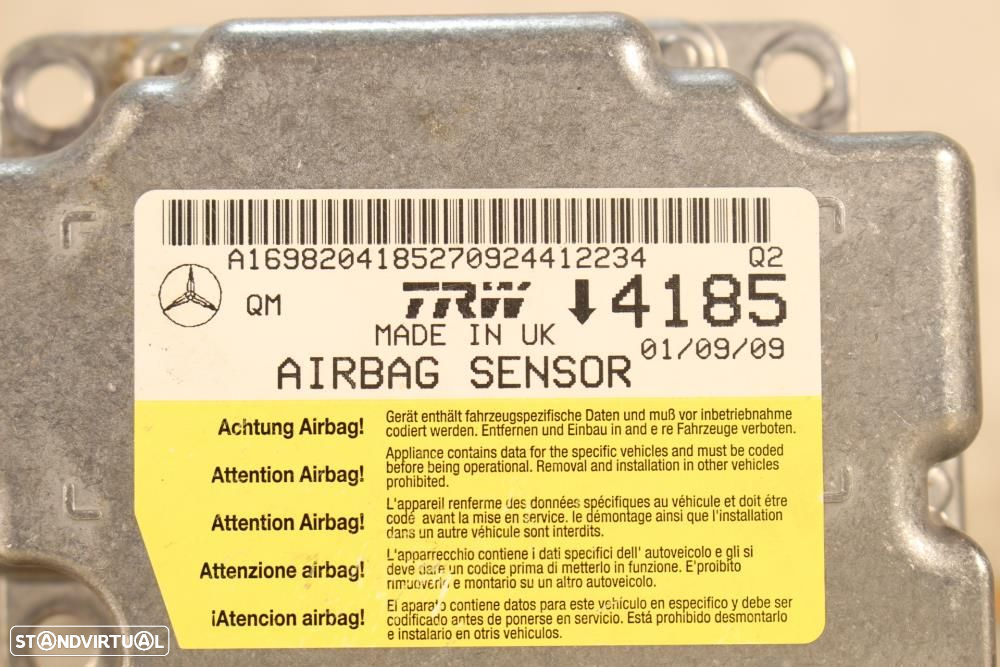 A1698204185270924412234 Q2
QM TRW 4185
MADE IN UK
01/09/09
AIRBAG SENSOR
Achtung Airbag!
Gerät enthält fahrzeugspezifische Daten und muß vor inbetriebnahme
codiert werden. Entfernen und Einbau in and e re Fahrzeuge verboten.
Attention Airbag!
Appliance contains data for the specific vehicles and must be coded
before being operational. Removal and installation in other vehicles
prohibited.
Attention Airbag!
L'appareil renferme des données spécifiques au véhicule et doit étre
codé avant la mise en service. le démontage ainsi que l'installation
dans un autre véhicule sont interdits.
Attenzione airbag!
L'apparrecchio contiene i dati specifici dell' autoveicolo e gli si
deve dare un codice prima di metterlo in funzione. E'proibito
rimuoverlo e montario su un altro autoveicolo.
¡Atencion airbag!
El aparato contiene datos para este vehículo en especifico y debe ser
codificado antes de ponerse en servicio. Está prohibido desmontarlo
e instalario en otris vehículos.
STANDVIRTUAL